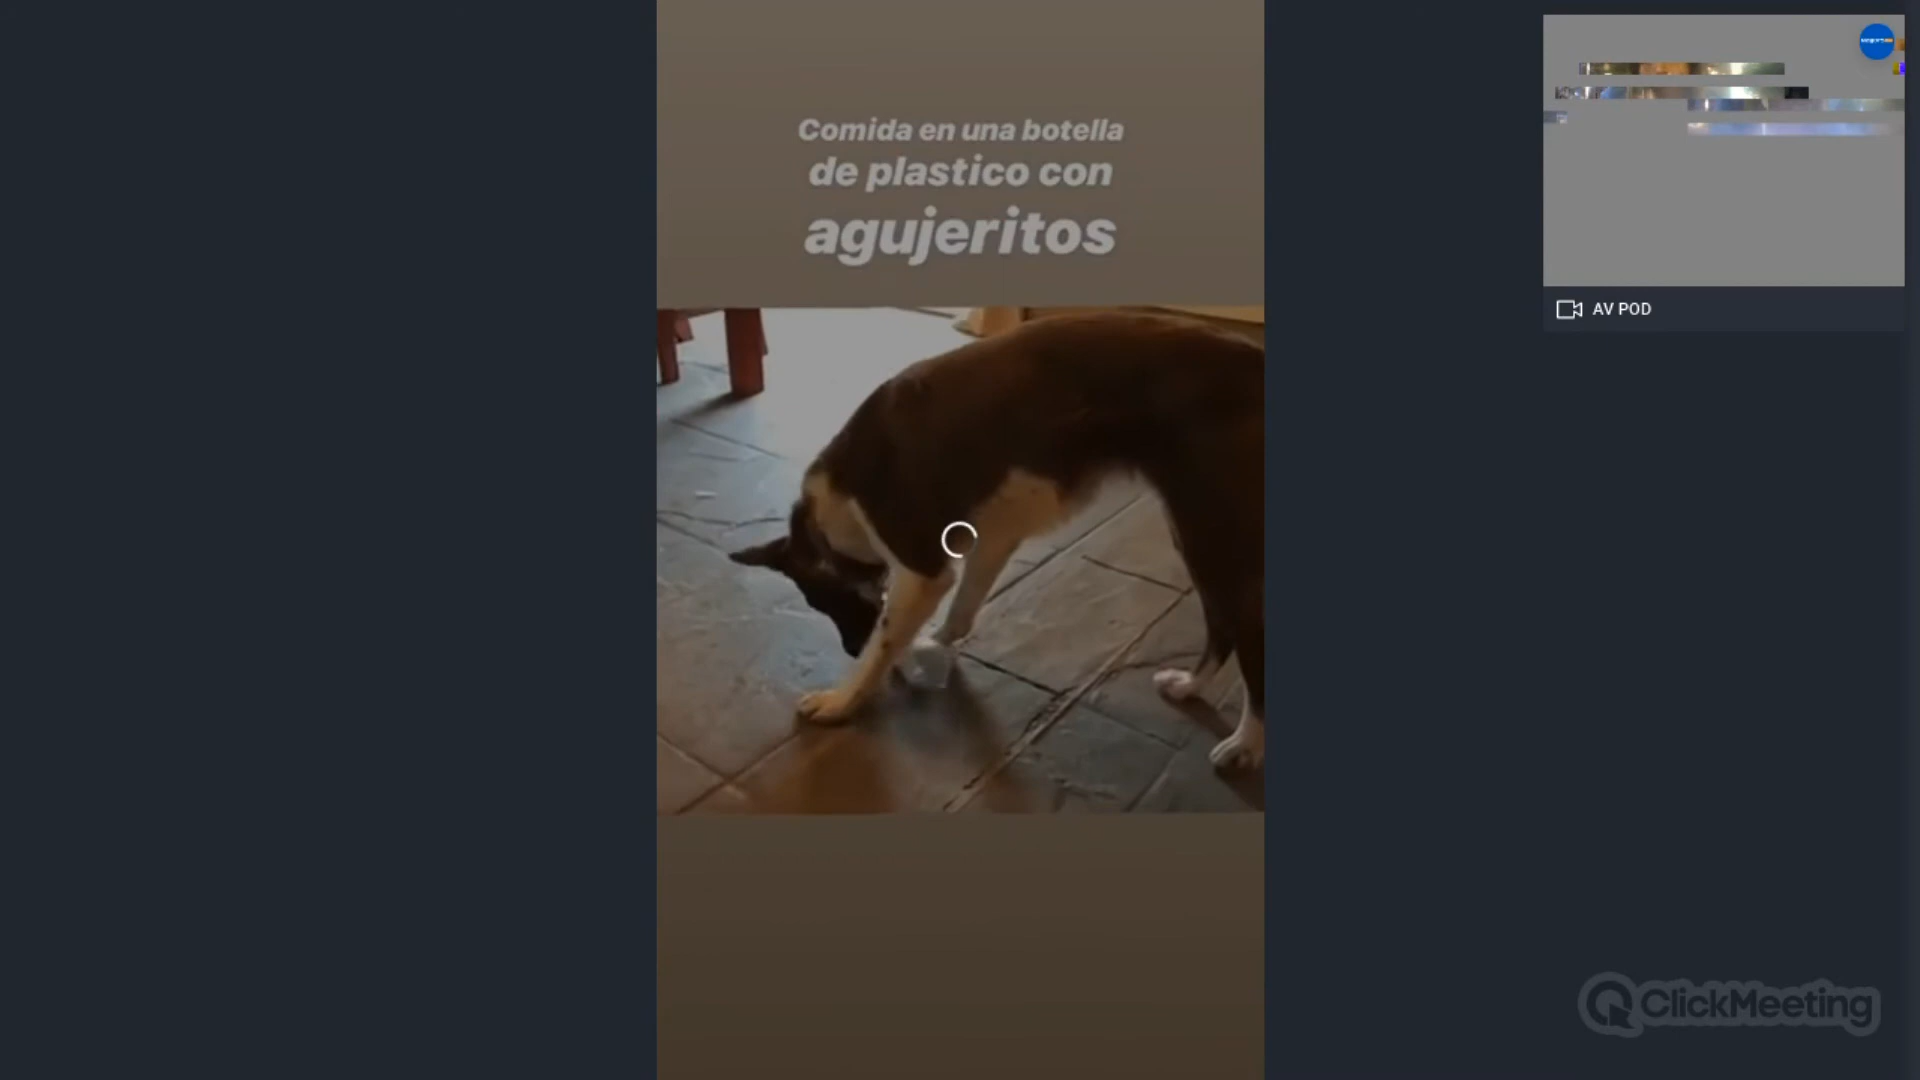 Comida en una botella
de plastico con
agujeritos
AV POD
ClickMeeting